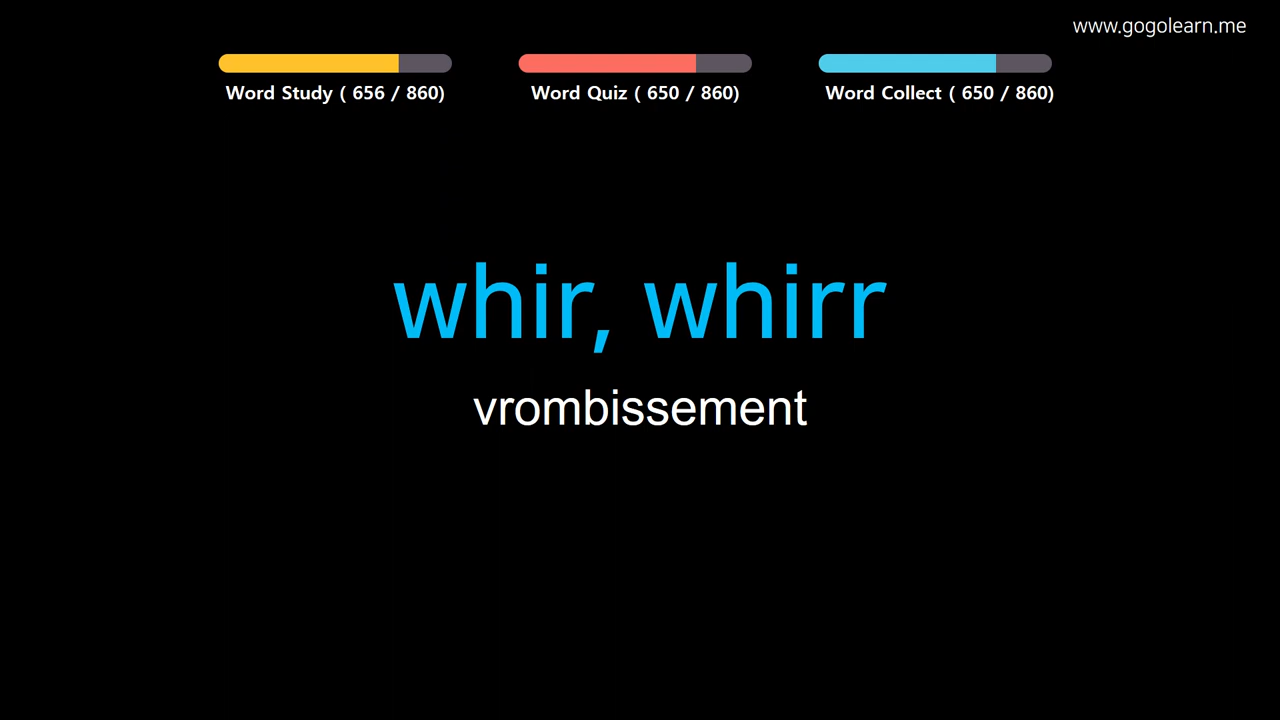 www.gogolearn.me
Word Study ( 656 / 860)
Word Quiz ( 650 / 860)
Word Collect ( 650 / 860)
whir, whirr
vrombissement